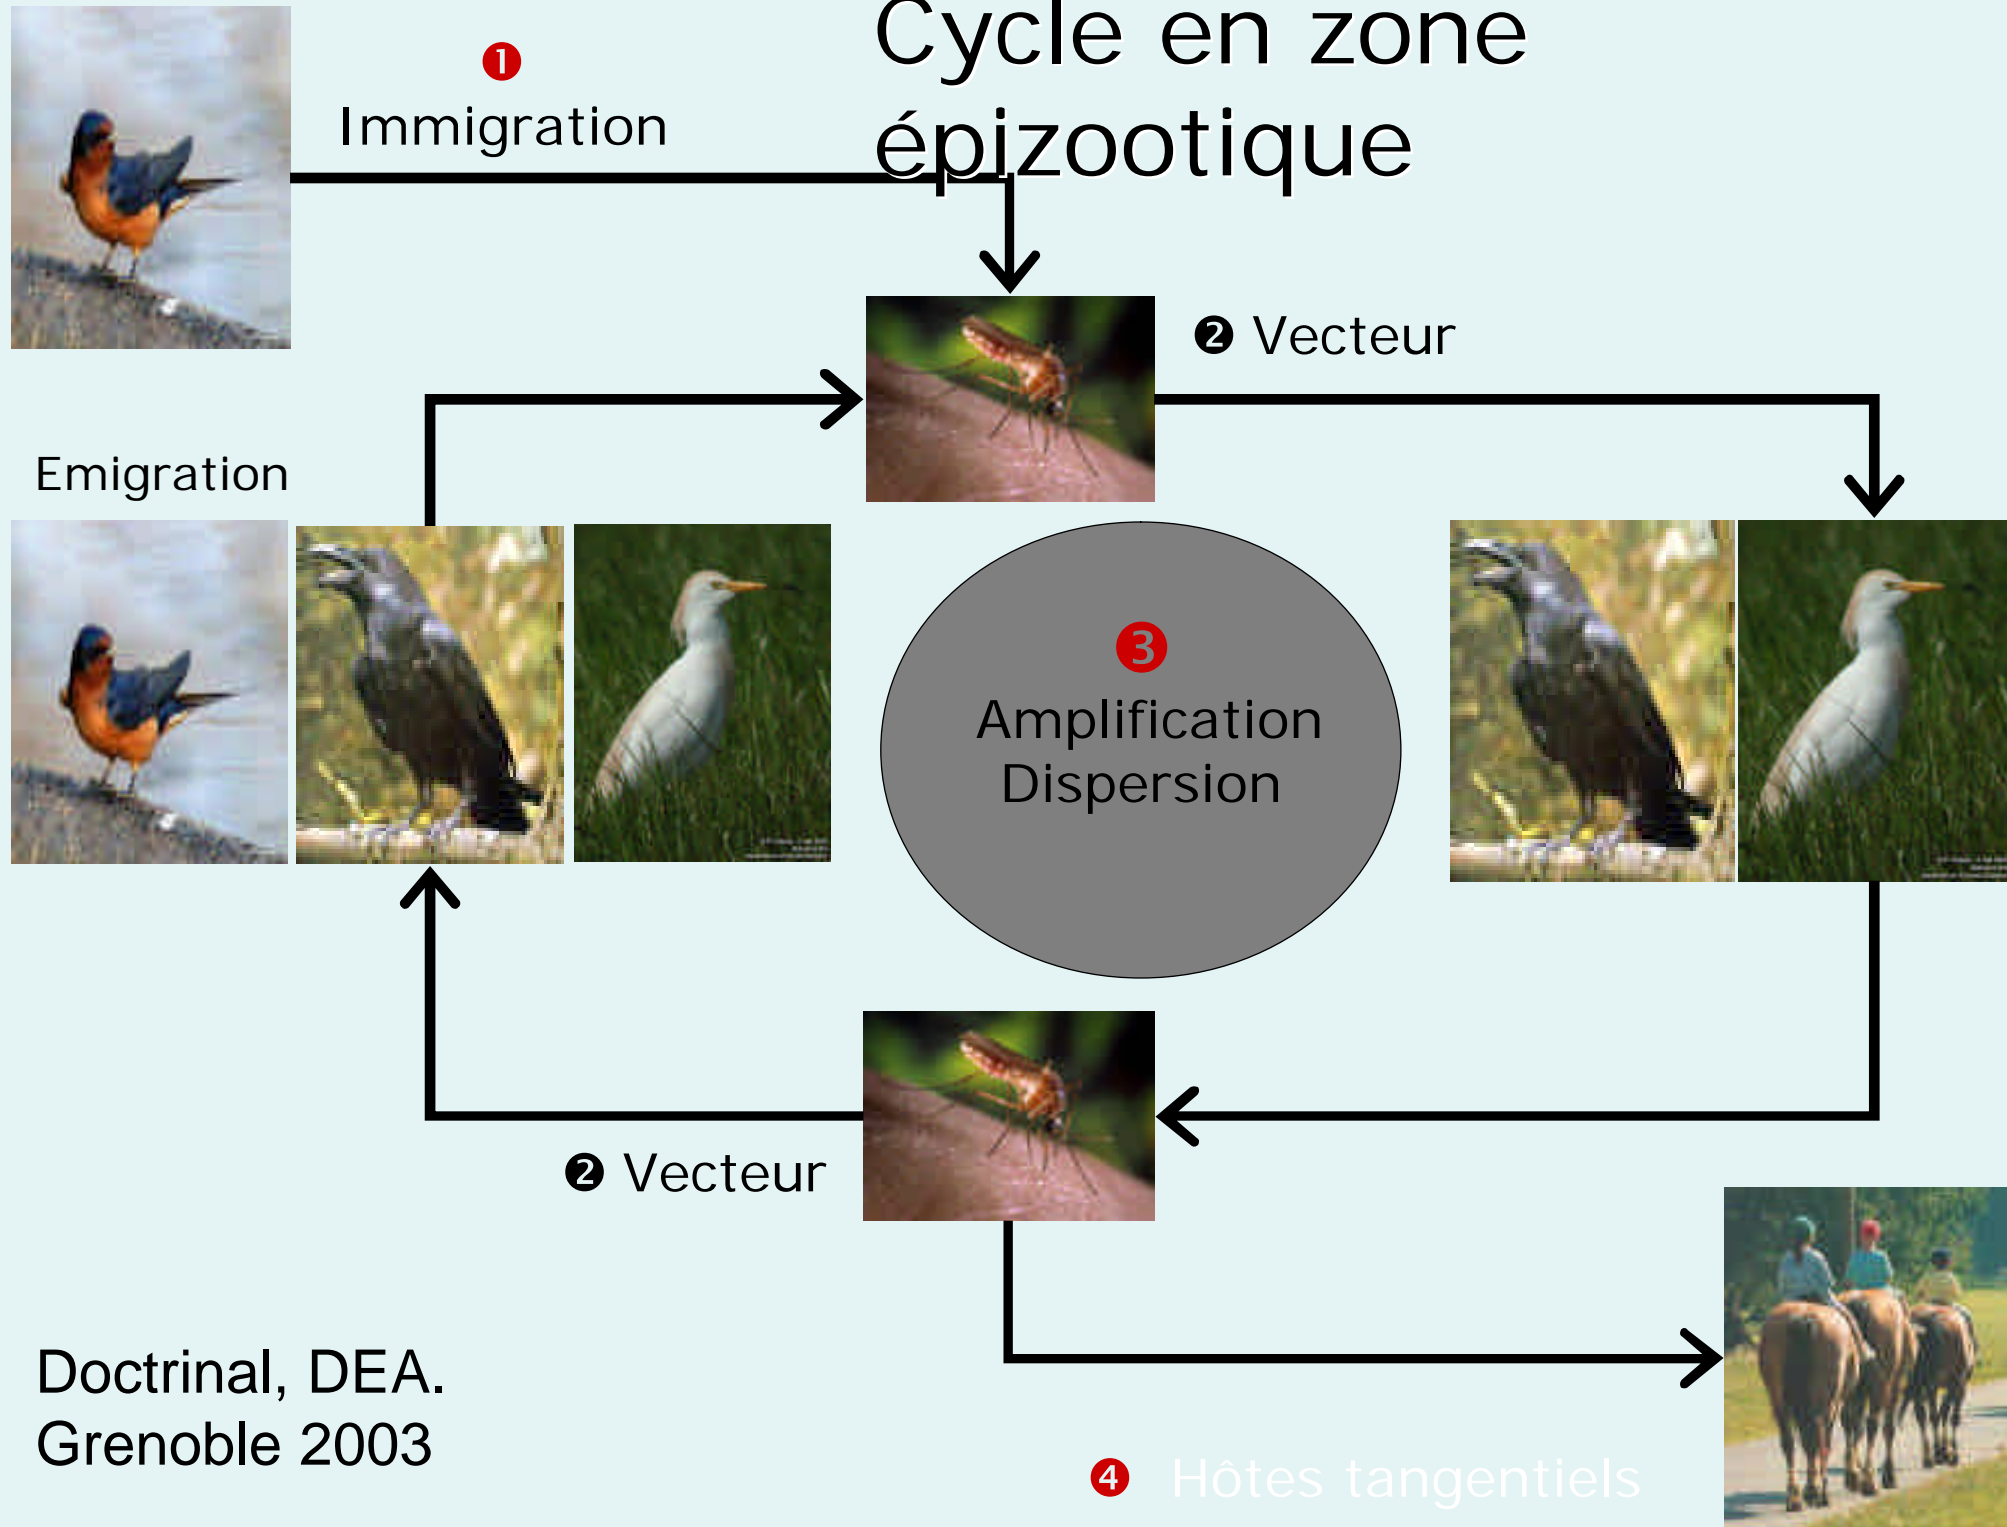 Cycle en zone
épizootique
❶
Immigration
❷ Vecteur
Emigration
❸
Amplification
Dispersion
❷ Vecteur
Doctrinal, DEA.
Grenoble 2003
❹ Hôtes tangentiels